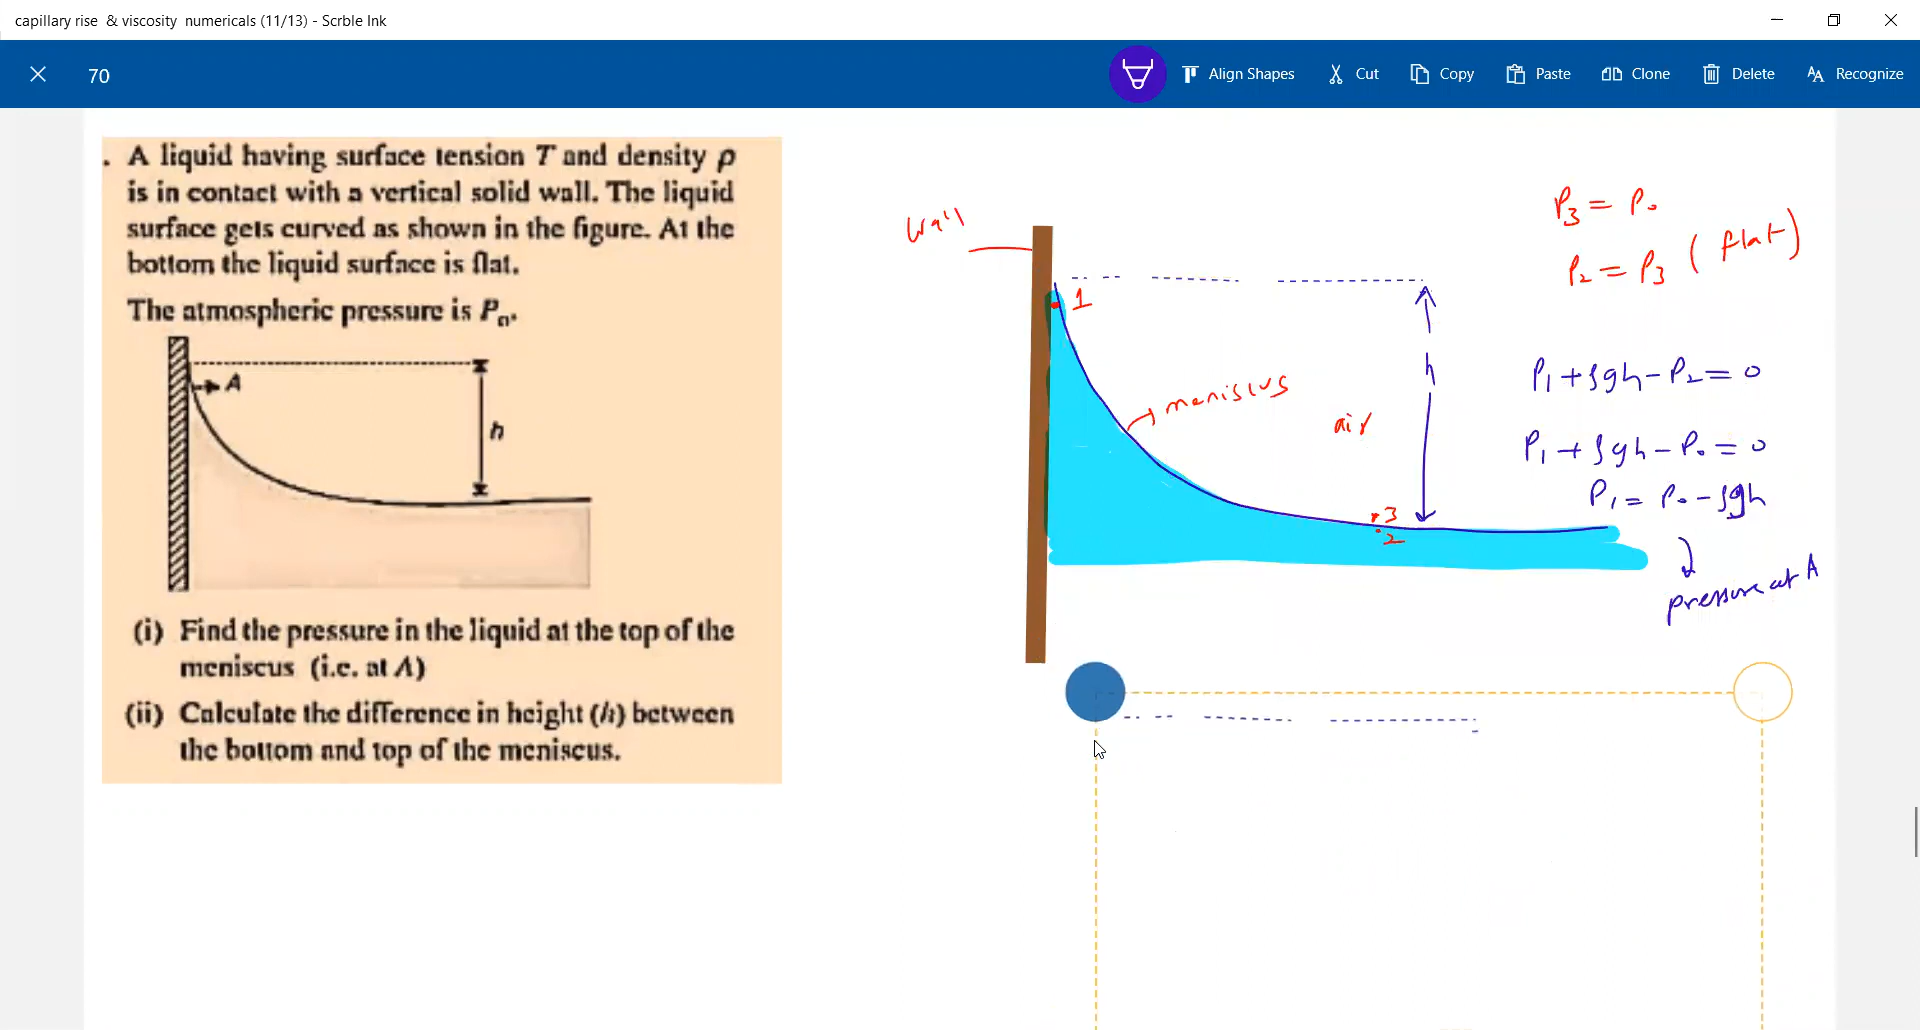 capillary rise & viscosity numericals (11/13) - Scrble Ink
70
Align Shapes
Cut
Copy
Paste
Clone
Delete
Recognize
. A liquid having surface tension T and density ρ
is in contact with a vertical solid wall. The liquid
surface gets curved as shown in the figure. At the
bottom the liquid surface is flat.
The atmospheric pressure is P₀.
A
h
(i) Find the pressure in the liquid at the top of the
meniscus (i.e. at A)
(ii) Calculate the difference in height (h) between
the bottom and top of the meniscus.
wall
1
meniscus
air
h
3
2
P₃ = P₀
P₂ = P₃ (flat)
P₁ + ρgh - P₂ = 0
P₁ + ρgh - P₀ = 0
P₁ = P₀ - ρgh
pressure at A